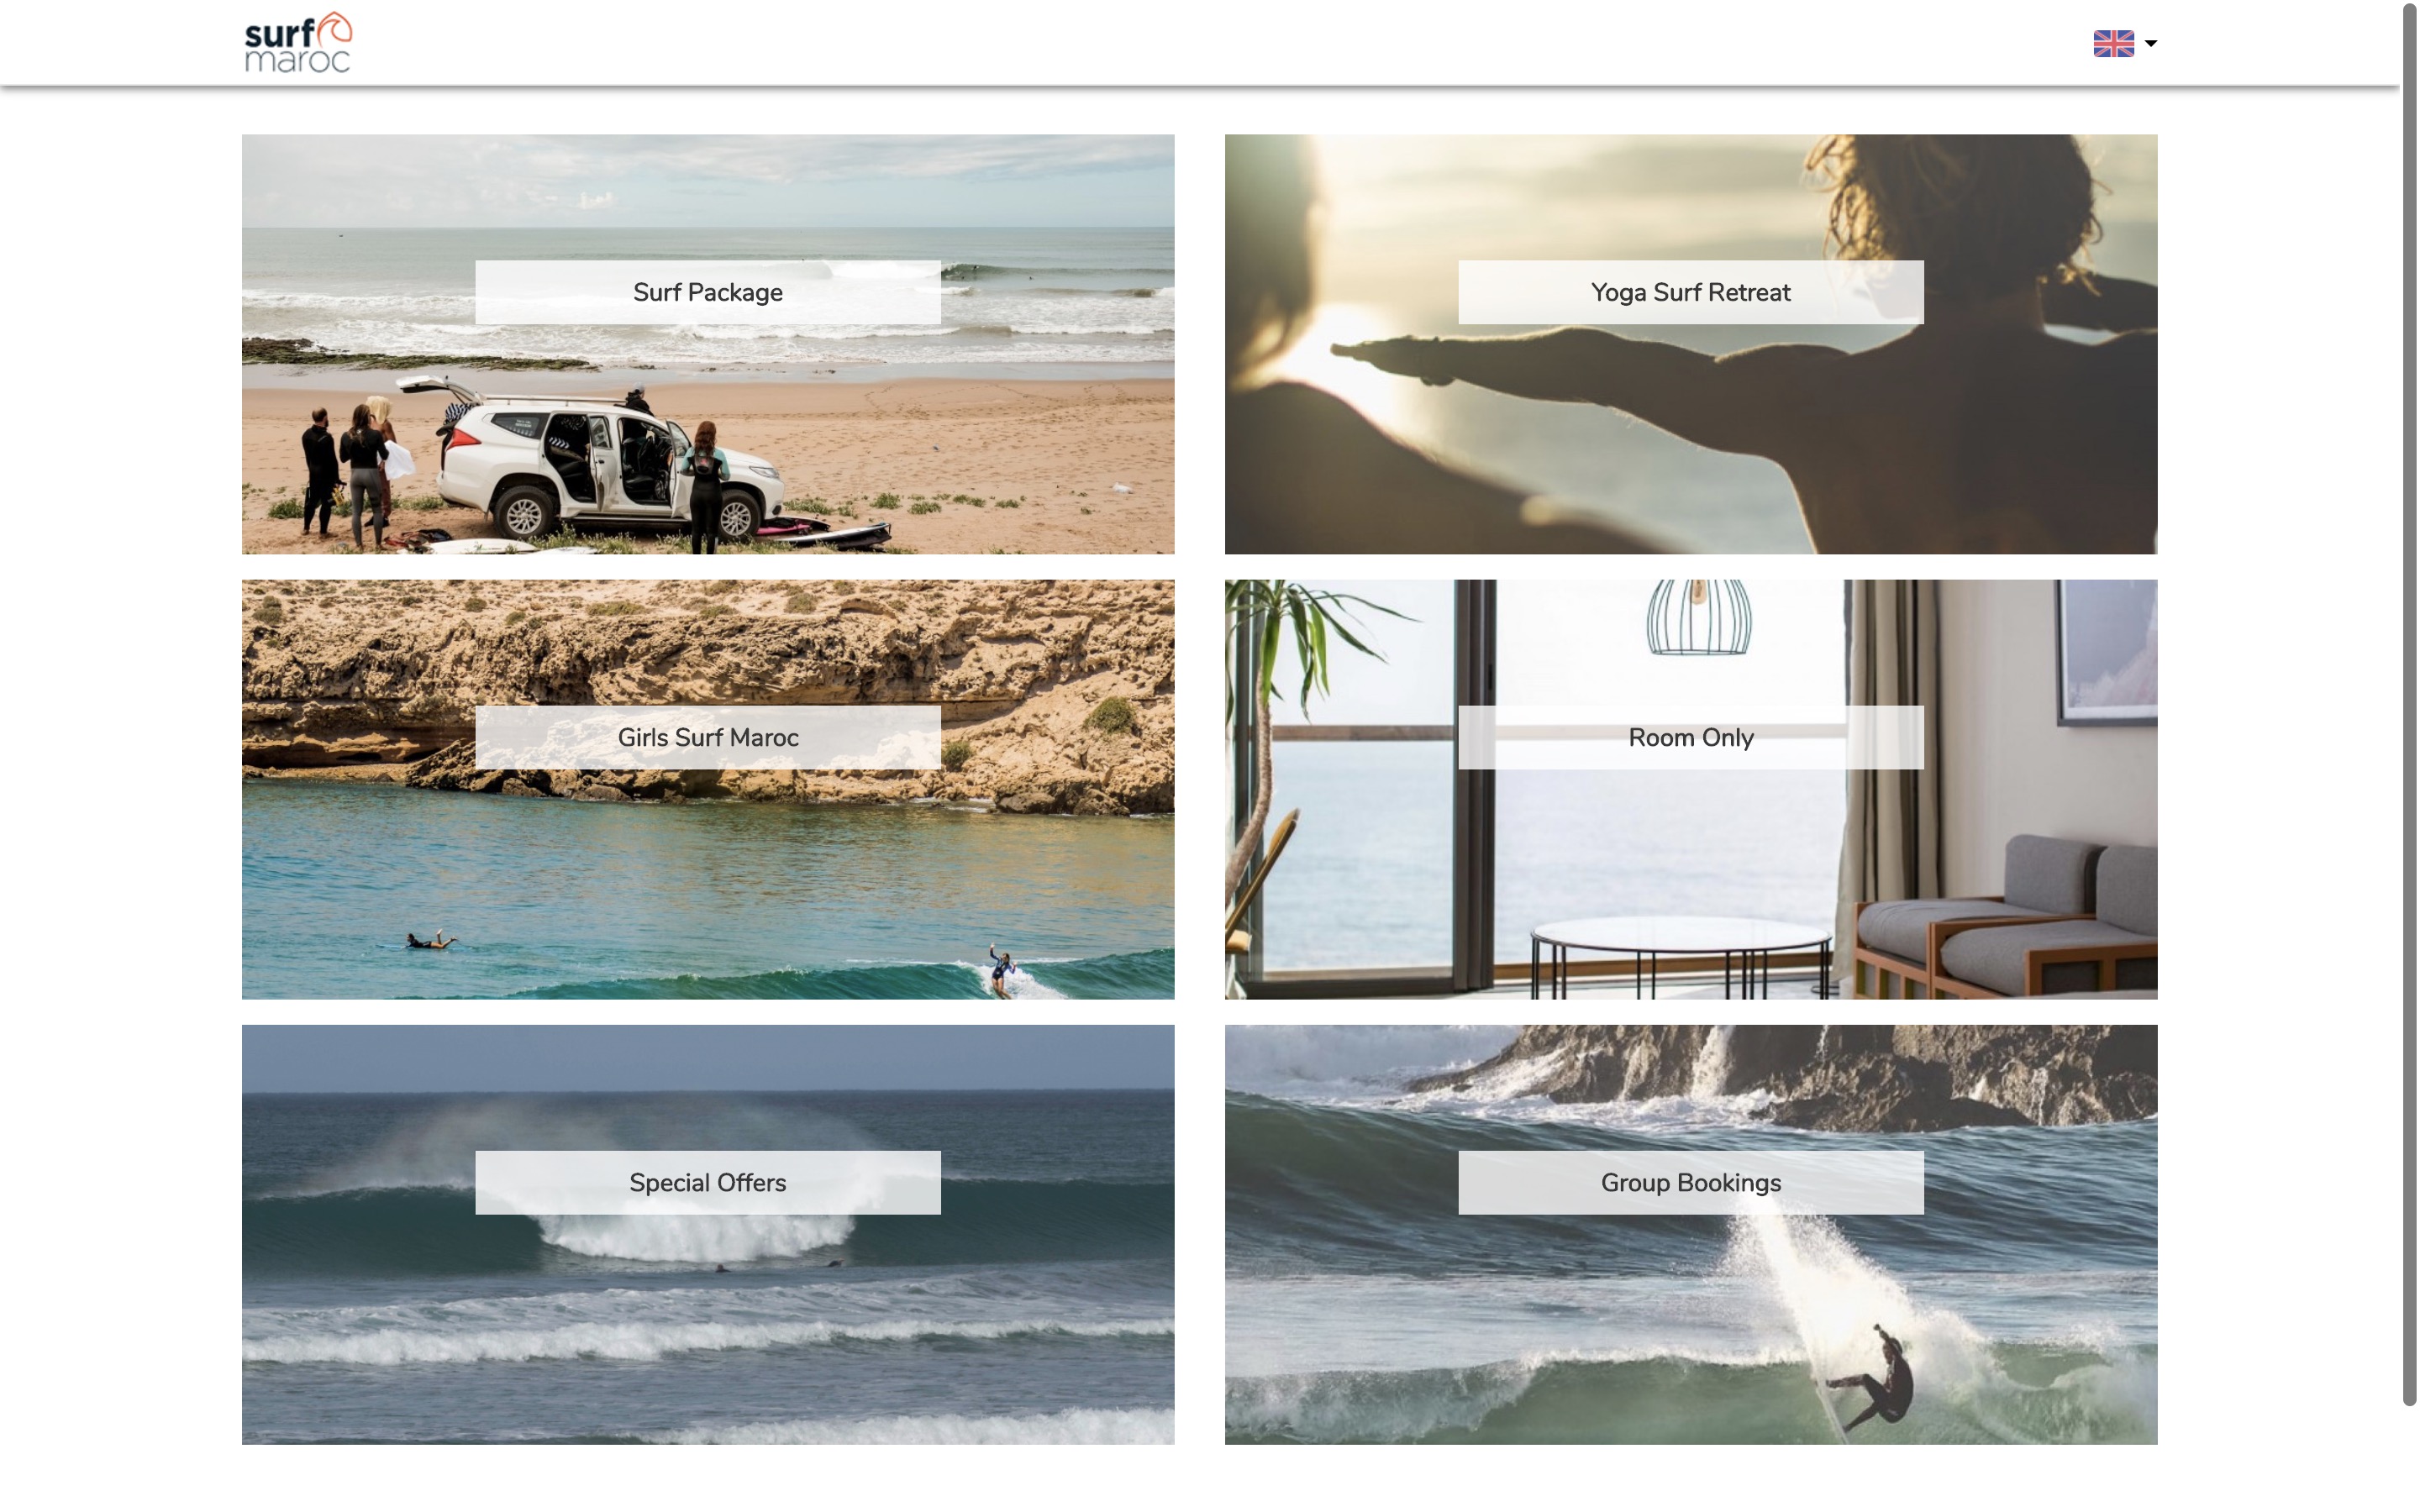 surf
maroc
Surf Package
Yoga Surf Retreat
Girls Surf Maroc
Room Only
Special Offers
Group Bookings